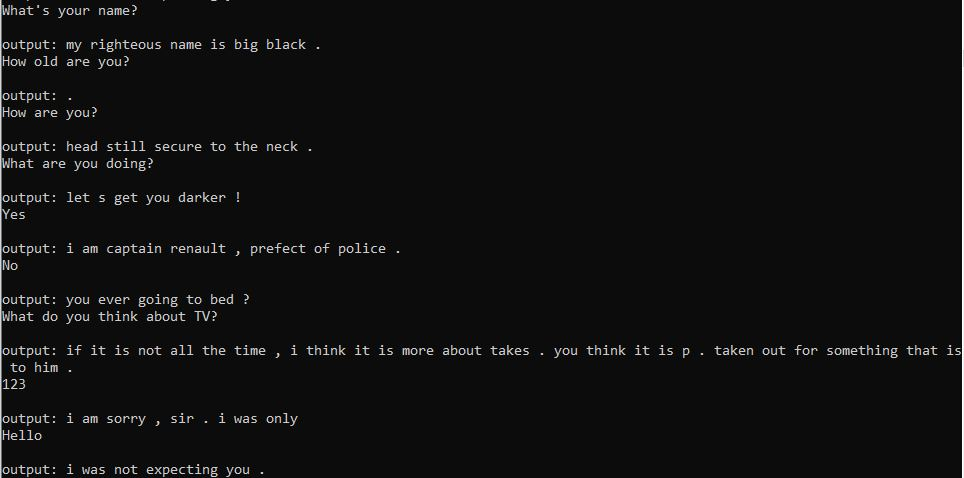 What's your name?
output: my righteous name is big black .
How old are you?
output: .
How are you?
output: head still secure to the neck .
What are you doing?
output: let s get you darker !
Yes
output: i am captain renault , prefect of police .
No
output: you ever going to bed ?
What do you think about TV?
output: if it is not all the time , i think it is more about takes . you think it is p . taken out for something that is
to him .
123
output: i am sorry , sir . i was only
Hello
output: i was not expecting you .